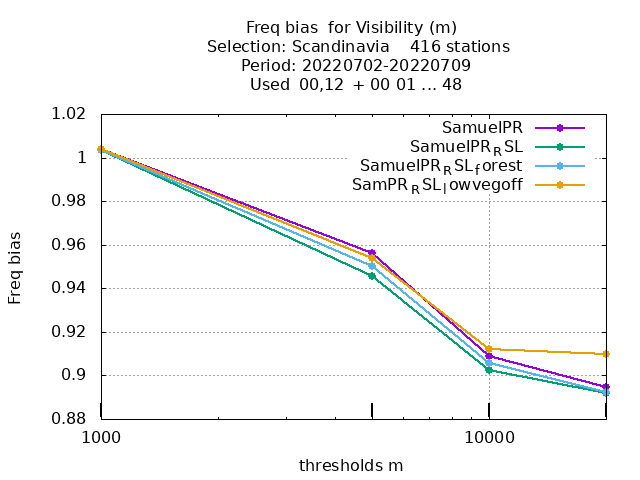 Freq bias  for Visibility (m)
Selection: Scandinavia    416 stations
Period: 20220702-20220709
Used  00,12  + 00 01 ... 48
1.02
1
0.98
0.96
0.94
0.92
0.9
0.88
Freq bias
SamuelPR
SamuelPR_RSL
SamuelPR_RSL_forest
SamPR_RSL_lowvegoff
1000
10000
thresholds m